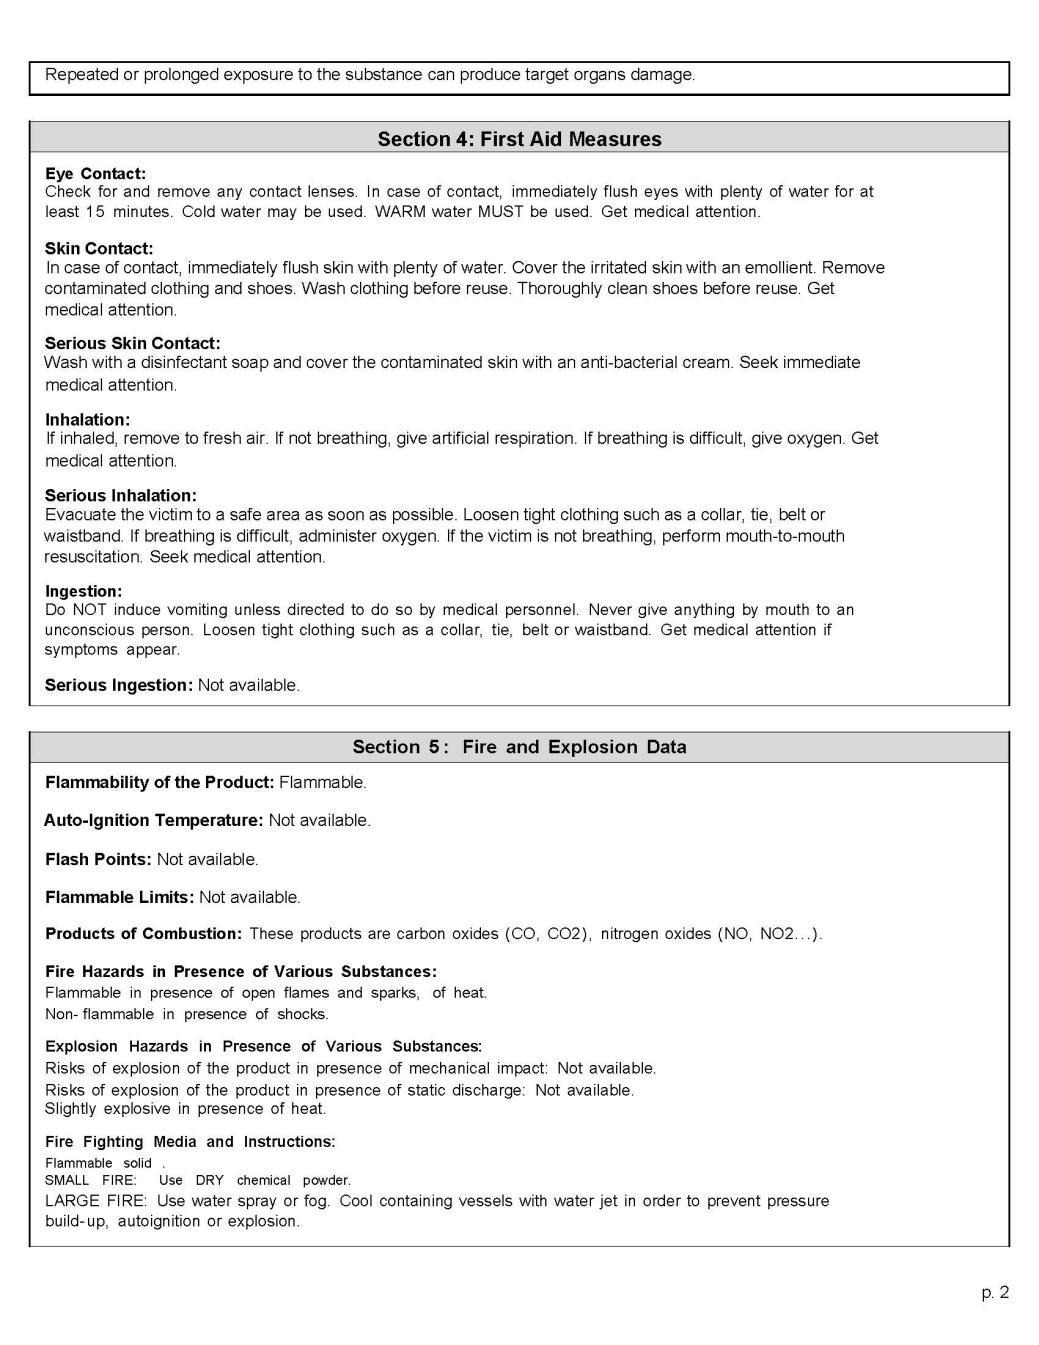 Repeated or prolonged exposure to the substance can produce target organs damage.
Section 4: First Aid Measures
Eye Contact:
Check for and remove any contact lenses. In case of contact, immediately flush eyes with plenty of water for at
least 15 minutes. Cold water may be used. WARM water MUST be used. Get medical attention.
Skin Contact:
In case of contact, immediately flush skin with plenty of water. Cover the irritated skin with an emollient. Remove
contaminated clothing and shoes. Wash clothing before reuse. Thoroughly clean shoes before reuse. Get
medical attention.
Serious Skin Contact:
Wash with a disinfectant soap and cover the contaminated skin with an anti-bacterial cream. Seek immediate
medical attention.
Inhalation:
If inhaled, remove to fresh air. If not breathing, give artificial respiration. If breathing is difficult, give oxygen. Get
medical attention.
Serious Inhalation:
Evacuate the victim to a safe area as soon as possible. Loosen tight clothing such as a collar, tie, belt or
waistband. If breathing is difficult, administer oxygen. If the victim is not breathing, perform mouth-to-mouth
resuscitation. Seek medical attention.
Ingestion:
Do NOT induce vomiting unless directed to do so by medical personnel. Never give anything by mouth to an
unconscious person. Loosen tight clothing such as a collar, tie, belt or waistband. Get medical attention if
symptoms appear.
Serious Ingestion: Not available.
Section 5: Fire and Explosion Data
Flammability of the Product: Flammable.
Auto-Ignition Temperature: Not available.
Flash Points: Not available.
Flammable Limits: Not available.
Products of Combustion: These products are carbon oxides (CO, CO2), nitrogen oxides (NO, NO2...).
Fire Hazards in Presence of Various Substances:
Flammable in presence of open flames and sparks, of heat.
Non-flammable in presence of shocks.
Explosion Hazards in Presence of Various Substances:
Risks of explosion of the product in presence of mechanical impact: Not available.
Risks of explosion of the product in presence of static discharge: Not available.
Slightly explosive in presence of heat.
Fire Fighting Media and Instructions:
Flammable solid .
SMALL FIRE: Use DRY chemical powder.
LARGE FIRE: Use water spray or fog. Cool containing vessels with water jet in order to prevent pressure
build-up, autoignition or explosion.
p. 2